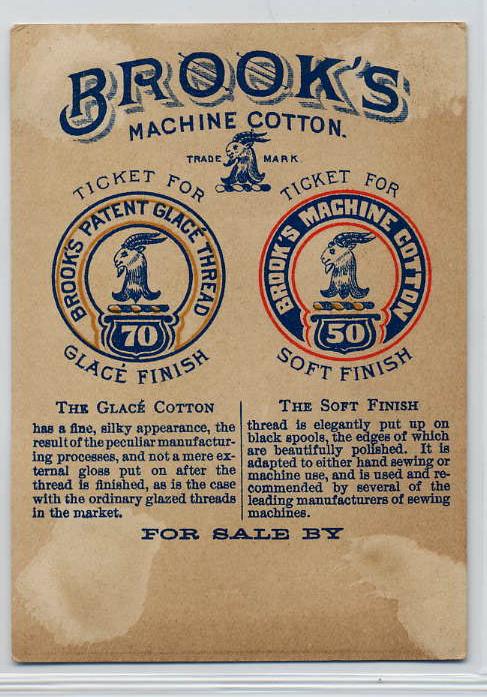 BROOK'S
MACHINE COTTON.
TRADE MARK
TICKET FOR
BROOK'S PATENT GLACÉ THREAD
70
GLACÉ FINISH
TICKET FOR
BROOK'S MACHINE COTTON
50
SOFT FINISH
THE GLACÉ COTTON
has a fine, silky appearance, the
result of the peculiar manufactur-
ing processes, and not a mere ex-
ternal gloss put on after the
thread is finished, as is the case
with the ordinary glazed threads
in the market.
THE SOFT FINISH
thread is elegantly put up on
black spools, the edges of which
are beautifully polished. It is
adapted to either hand sewing or
machine use, and is used and re-
commended by several of the
leading manufacturers of sewing
machines.
FOR SALE BY